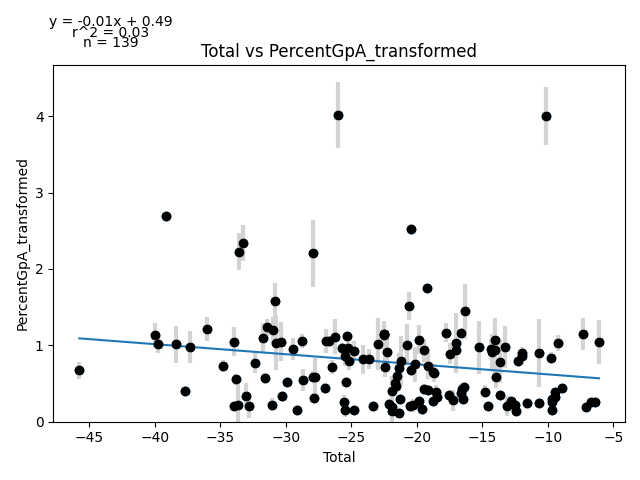 y = -0.01x + 0.49
r^2 = 0.03
n = 139
Total vs PercentGpA_transformed
PercentGpA_transformed
4
3
2
1
0
−45 −40 −35 −30 −25 −20 −15 −10 −5
Total